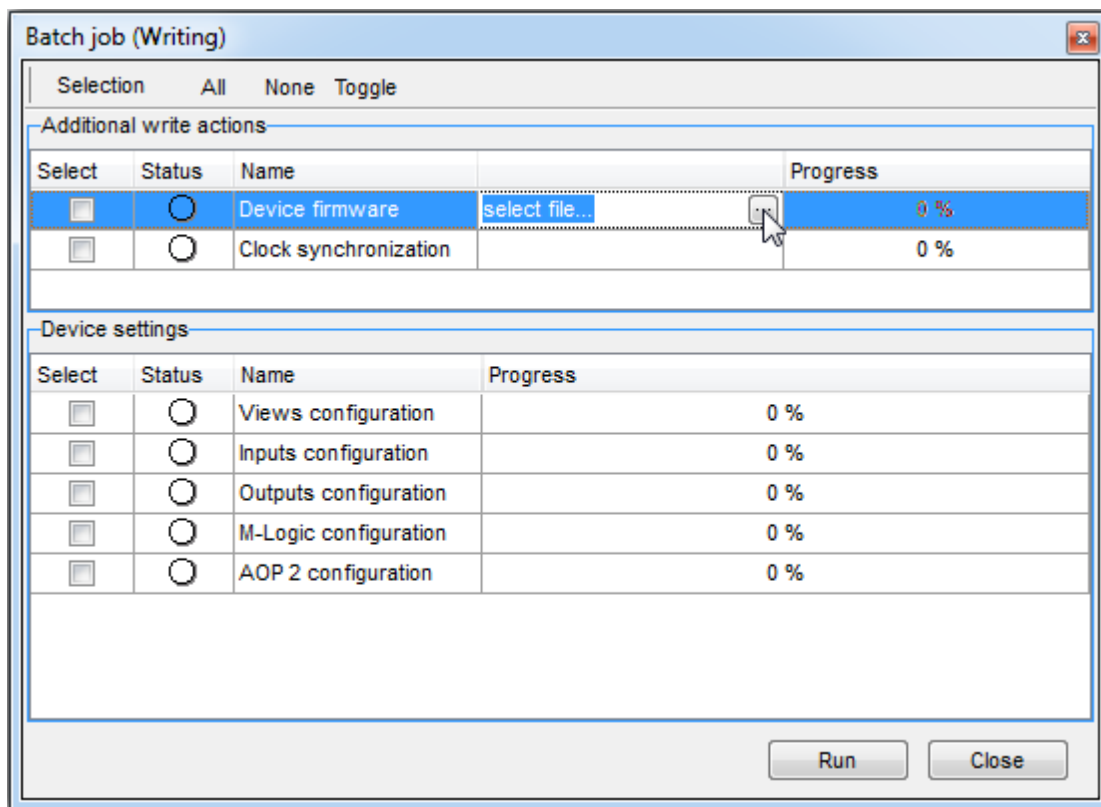 Batch job (Writing)
Selection All None Toggle
Additional write actions
Select Status Name Progress
Device firmware select file... ... 0 %
Clock synchronization 0 %
Device settings
Select Status Name Progress
Views configuration 0 %
Inputs configuration 0 %
Outputs configuration 0 %
M-Logic configuration 0 %
AOP 2 configuration 0 %
Run Close